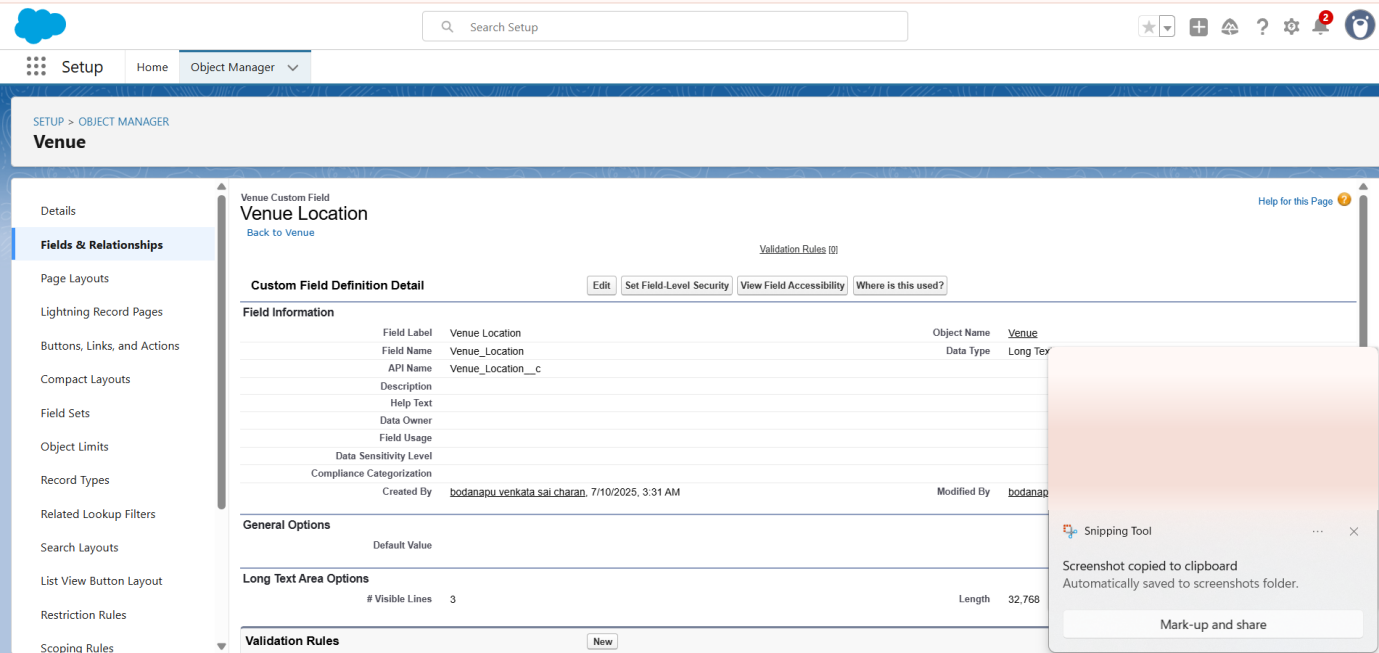 Search Setup
2
Setup
Home
Object Manager
SETUP > OBJECT MANAGER
Venue
Details
Fields & Relationships
Page Layouts
Lightning Record Pages
Buttons, Links, and Actions
Compact Layouts
Field Sets
Object Limits
Record Types
Related Lookup Filters
Search Layouts
List View Button Layout
Restriction Rules
Scoping Rules
Venue Custom Field
Venue Location
Back to Venue
Help for this Page ?
Validation Rules [0]
Custom Field Definition Detail
Edit
Set Field-Level Security
View Field Accessibility
Where is this used?
Field Information
Field Label Venue Location
Object Name Venue
Field Name Venue_Location
Data Type Long Tex
API Name Venue_Location__c
Description
Help Text
Data Owner
Field Usage
Data Sensitivity Level
Compliance Categorization
Created By bodanapu venkata sai charan, 7/10/2025, 3:31 AM
Modified By bodanap
General Options
Default Value
Long Text Area Options
# Visible Lines 3
Length 32,768
Validation Rules
New
Snipping Tool
Screenshot copied to clipboard
Automatically saved to screenshots folder.
Mark-up and share